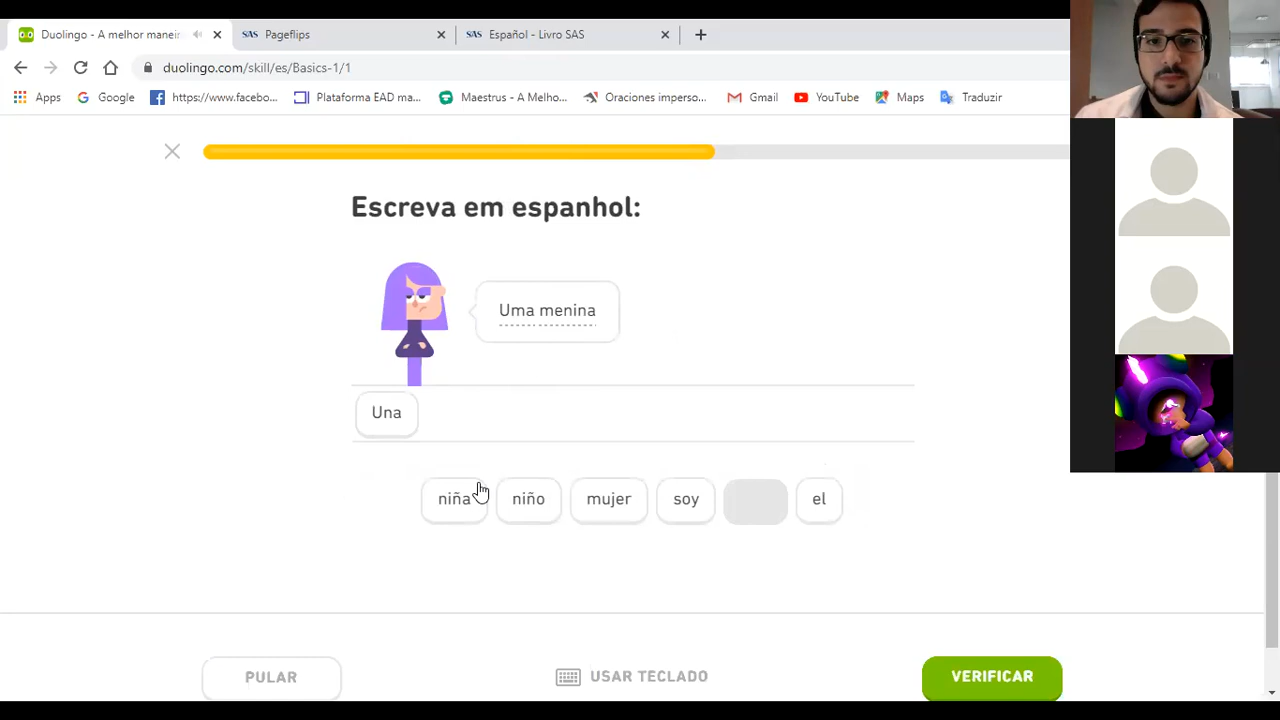 Duolingo - A melhor maneir
SAS Pageflips
SAS Español - Livro SAS
duolingo.com/skill/es/Basics-1/1
Apps
Google
https://www.facebo...
Plataforma EAD ma...
Maestrus - A Melho...
Oraciones imperso...
Gmail
YouTube
Maps
Traduzir
Escreva em espanhol:
Uma menina
Una
niña niño mujer soy el
PULAR
USAR TECLADO
VERIFICAR